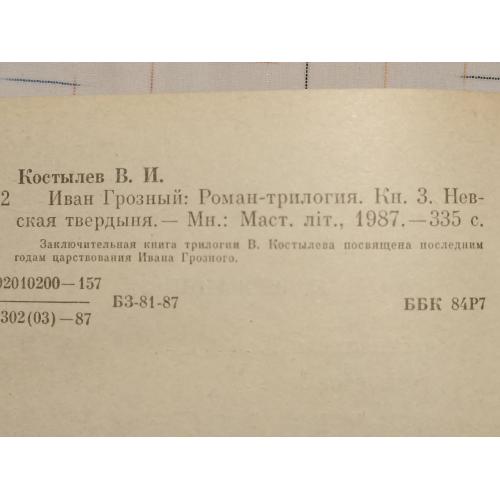 Костылев В. И.
2 Иван Грозный: Роман-трилогия. Кн. 3. Нев-
ская твердыня.— Мн.: Маст. літ., 1987.—335 с.
Заключительная книга трилогии В. Костылева посвящена последним
годам царствования Ивана Грозного.
02010200—157
302(03)—87
БЗ-81-87
ББК 84Р7